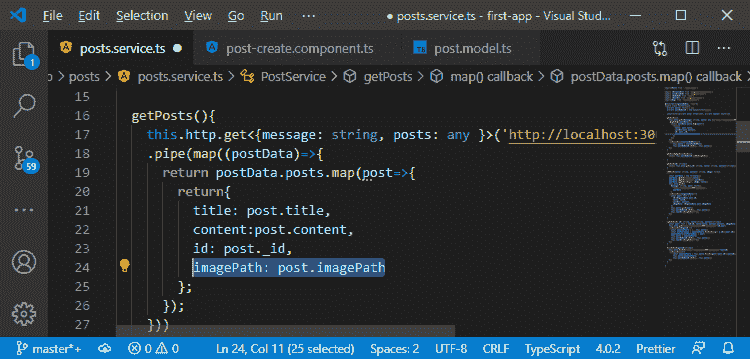 File Edit Selection View ... posts.service.ts - first-app - Visual Stud...
posts.service.ts post-create.component.ts TS post.model.ts
p > posts > posts.service.ts > PostService > getPosts > map() callback > postData.posts.map() callback
15
16 getPosts(){
17 this.http.get<{message: string, posts: any }>('http://localhost:30
18 .pipe(map((postData)=>{
19 return postData.posts.map(post=>{
20 return{
21 title: post.title,
22 content:post.content,
23 id: post._id,
24 imagePath: post.imagePath
25 };
26 });
27 }))
1
59
master*+ 0 0 Ln 24, Col 11 (25 selected) Spaces: 2 UTF-8 CRLF TypeScript 4.0.2 Prettier